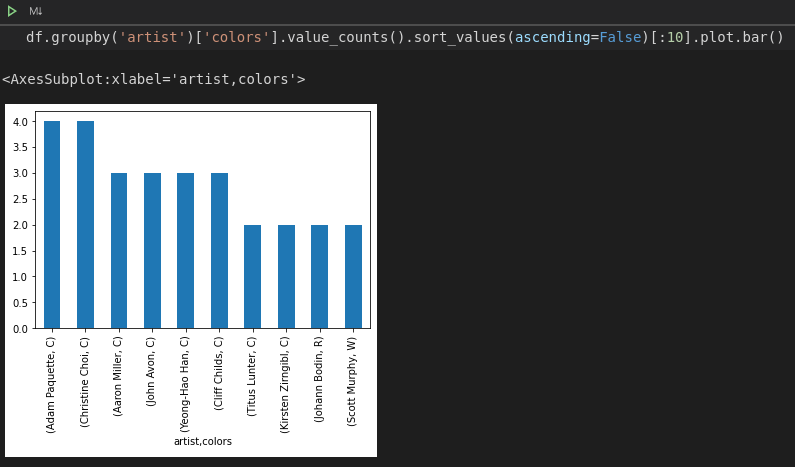 M↓
df.groupby('artist')['colors'].value_counts().sort_values(ascending=False)[:10].plot.bar()
<AxesSubplot:xlabel='artist,colors'>
4.0
3.5
3.0
2.5
2.0
1.5
1.0
0.5
0.0
(Adam Paquette, C)
(Christine Choi, C)
(Aaron Miller, C)
(John Avon, C)
(Yeong-Hao Han, C)
(Cliff Childs, C)
(Titus Lunter, C)
(Kirsten Zirngibl, C)
(Johann Bodin, R)
(Scott Murphy, W)
artist,colors